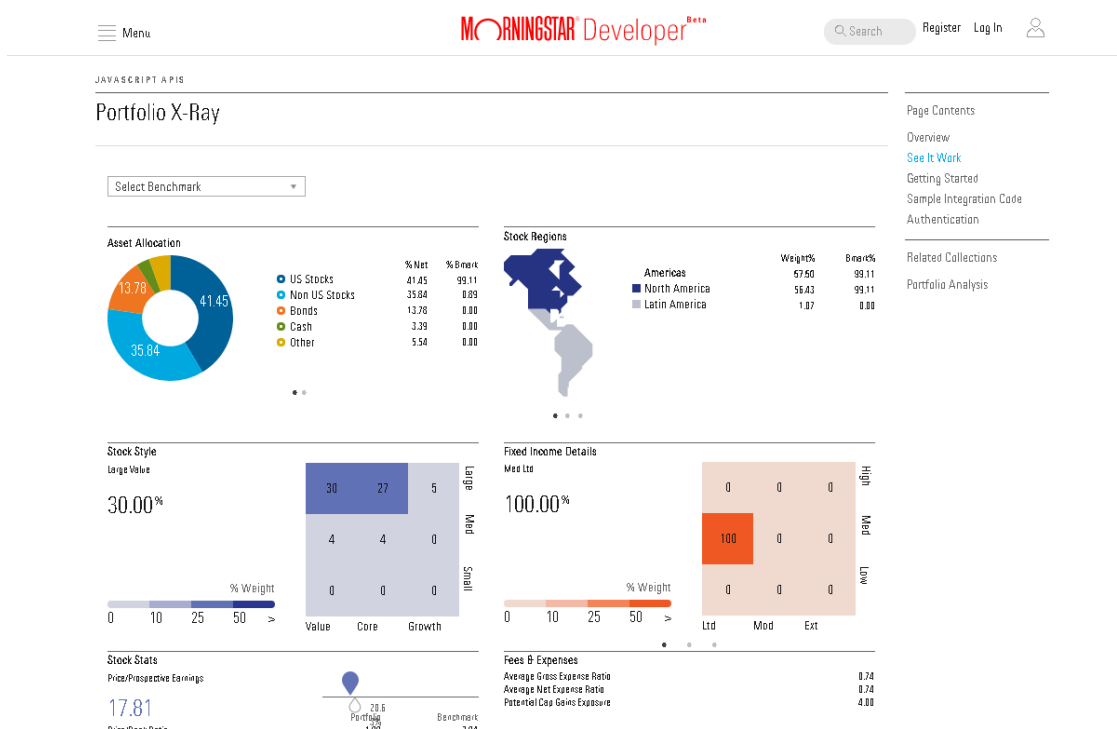 Menu
MORNINGSTAR® Developer Beta
Search
Register
Log In
JAVASCRIPT APIS
Portfolio X-Ray
Page Contents
Overview
See It Work
Getting Started
Sample Integration Code
Authentication
Related Collections
Portfolio Analysis
Select Benchmark
Asset Allocation
% Net % Bmark
US Stocks 41.45 99.11
Non US Stocks 35.84 0.89
Bonds 13.78 0.00
Cash 3.39 0.00
Other 5.54 0.00
13.78
41.45
35.84
Stock Regions
Weight% Bmark%
Americas 57.50 99.11
North America 56.43 99.11
Latin America 1.07 0.00
Stock Style
Large Value
30.00%
30 27 5 Large
4 4 0 Med
0 0 0 Small
Value Core Growth
% Weight
0 10 25 50 >
Fixed Income Details
Med Ltd
100.00%
0 0 0 High
100 0 0 Med
0 0 0 Low
Ltd Mod Ext
% Weight
0 10 25 50 >
Stock Stats
Price/Prospective Earnings
17.81
20.6
Portfolio Benchmark
Fees & Expenses
Average Gross Expense Ratio 0.74
Average Net Expense Ratio 0.74
Potential Cap Gains Exposure 4.00